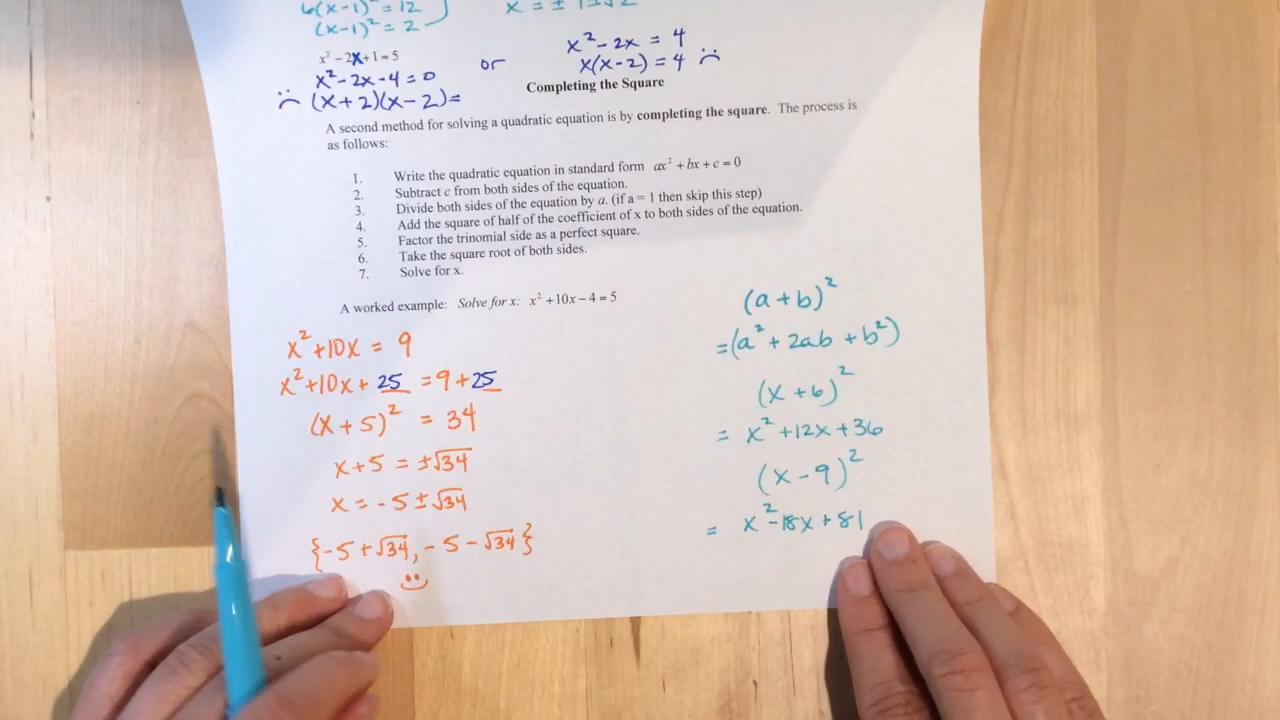 6(x-1)² = 12
x = ± 1±√2
(x-1)² = 2
x² − 2x + 1 = 5
x² − 2x − 4 = 0 or x² − 2x = 4
(x+2)(x−2) = x(x−2) = 4
Completing the Square
A second method for solving a quadratic equation is by completing the square. The process is
as follows:
1. Write the quadratic equation in standard form ax² + bx + c = 0
2. Subtract c from both sides of the equation.
3. Divide both sides of the equation by a. (if a = 1 then skip this step)
4. Add the square of half of the coefficient of x to both sides of the equation.
5. Factor the trinomial side as a perfect square.
6. Take the square root of both sides.
7. Solve for x.
A worked example: Solve for x: x² + 10x − 4 = 5
x² + 10x = 9
x² + 10x + 25 = 9 + 25
(x + 5)² = 34
x + 5 = ±√34
x = −5 ± √34
{−5 + √34, −5 − √34}
(a+b)²
=(a² + 2ab + b²)
(x + 6)²
= x² + 12x + 36
(x − 9)²
= x² − 18x + 81